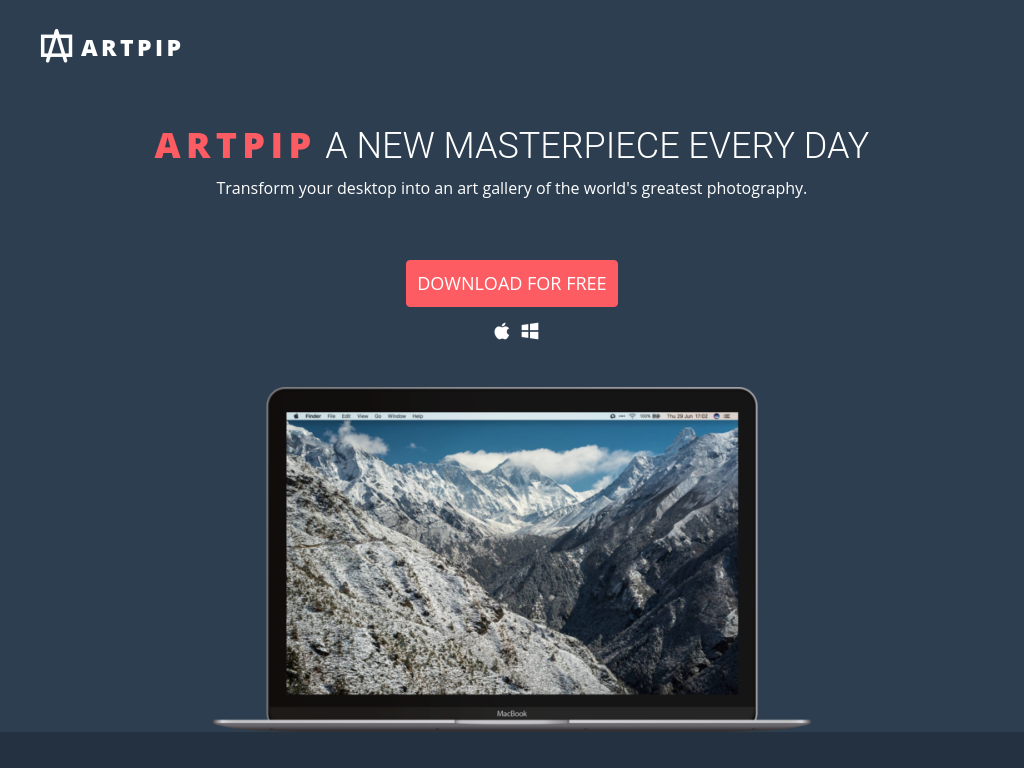 ARTPIP
ARTPIP A NEW MASTERPIECE EVERY DAY
Transform your desktop into an art gallery of the world's greatest photography.
DOWNLOAD FOR FREE
Finder File Edit View Go Window Help 100% Thu 29 Jun 17:02
MacBook